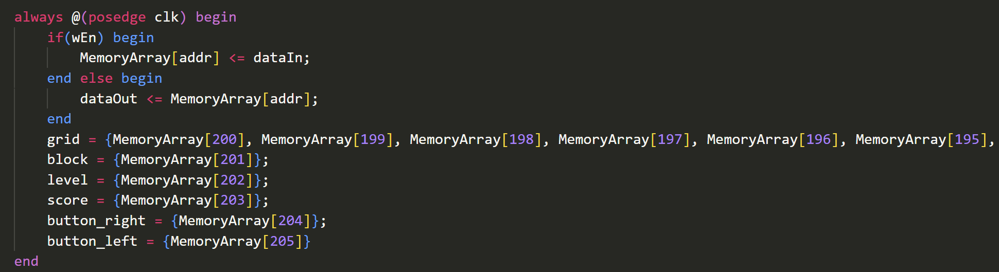 always @(posedge clk) begin
if(wEn) begin
MemoryArray[addr] <= dataIn;
end else begin
dataOut <= MemoryArray[addr];
end
grid = {MemoryArray[200], MemoryArray[199], MemoryArray[198], MemoryArray[197], MemoryArray[196], MemoryArray[195],
block = {MemoryArray[201]};
level = {MemoryArray[202]};
score = {MemoryArray[203]};
button_right = {MemoryArray[204]};
button_left = {MemoryArray[205]}
end